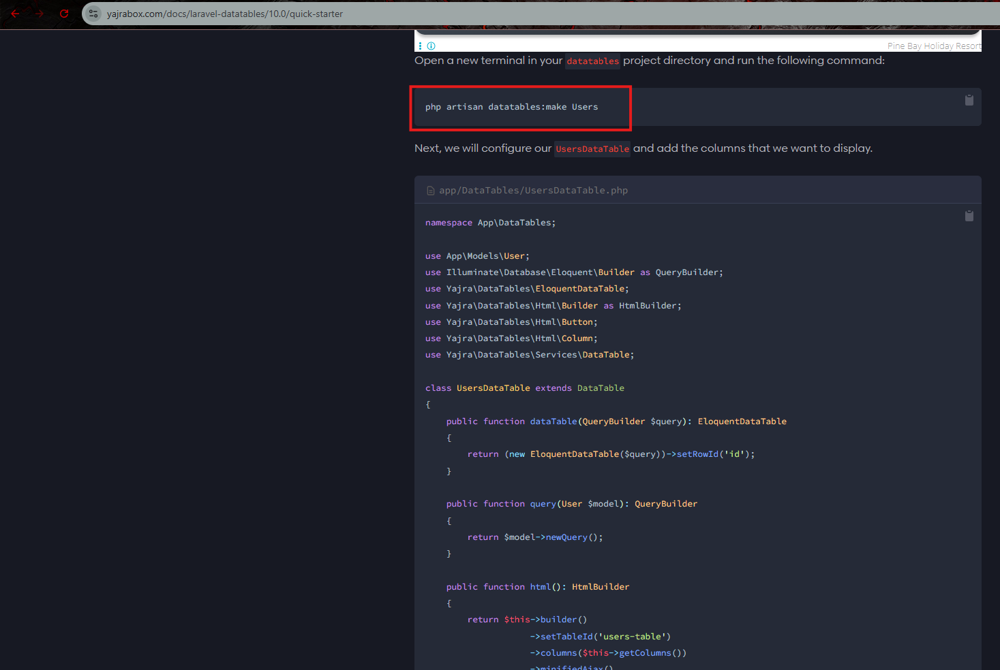 yajrabox.com/docs/laravel-datatables/10.0/quick-starter
Pine Bay Holiday Resort
Open a new terminal in your datatables project directory and run the following command:
php artisan datatables:make Users
Next, we will configure our UsersDataTable and add the columns that we want to display.
app/DataTables/UsersDataTable.php
namespace App\DataTables;
use App\Models\User;
use Illuminate\Database\Eloquent\Builder as QueryBuilder;
use Yajra\DataTables\EloquentDataTable;
use Yajra\DataTables\Html\Builder as HtmlBuilder;
use Yajra\DataTables\Html\Button;
use Yajra\DataTables\Html\Column;
use Yajra\DataTables\Services\DataTable;
class UsersDataTable extends DataTable
{
public function dataTable(QueryBuilder $query): EloquentDataTable
{
return (new EloquentDataTable($query))->setRowId('id');
}
public function query(User $model): QueryBuilder
{
return $model->newQuery();
}
public function html(): HtmlBuilder
{
return $this->builder()
->setTableId('users-table')
->columns($this->getColumns())
->minifiedAjax()